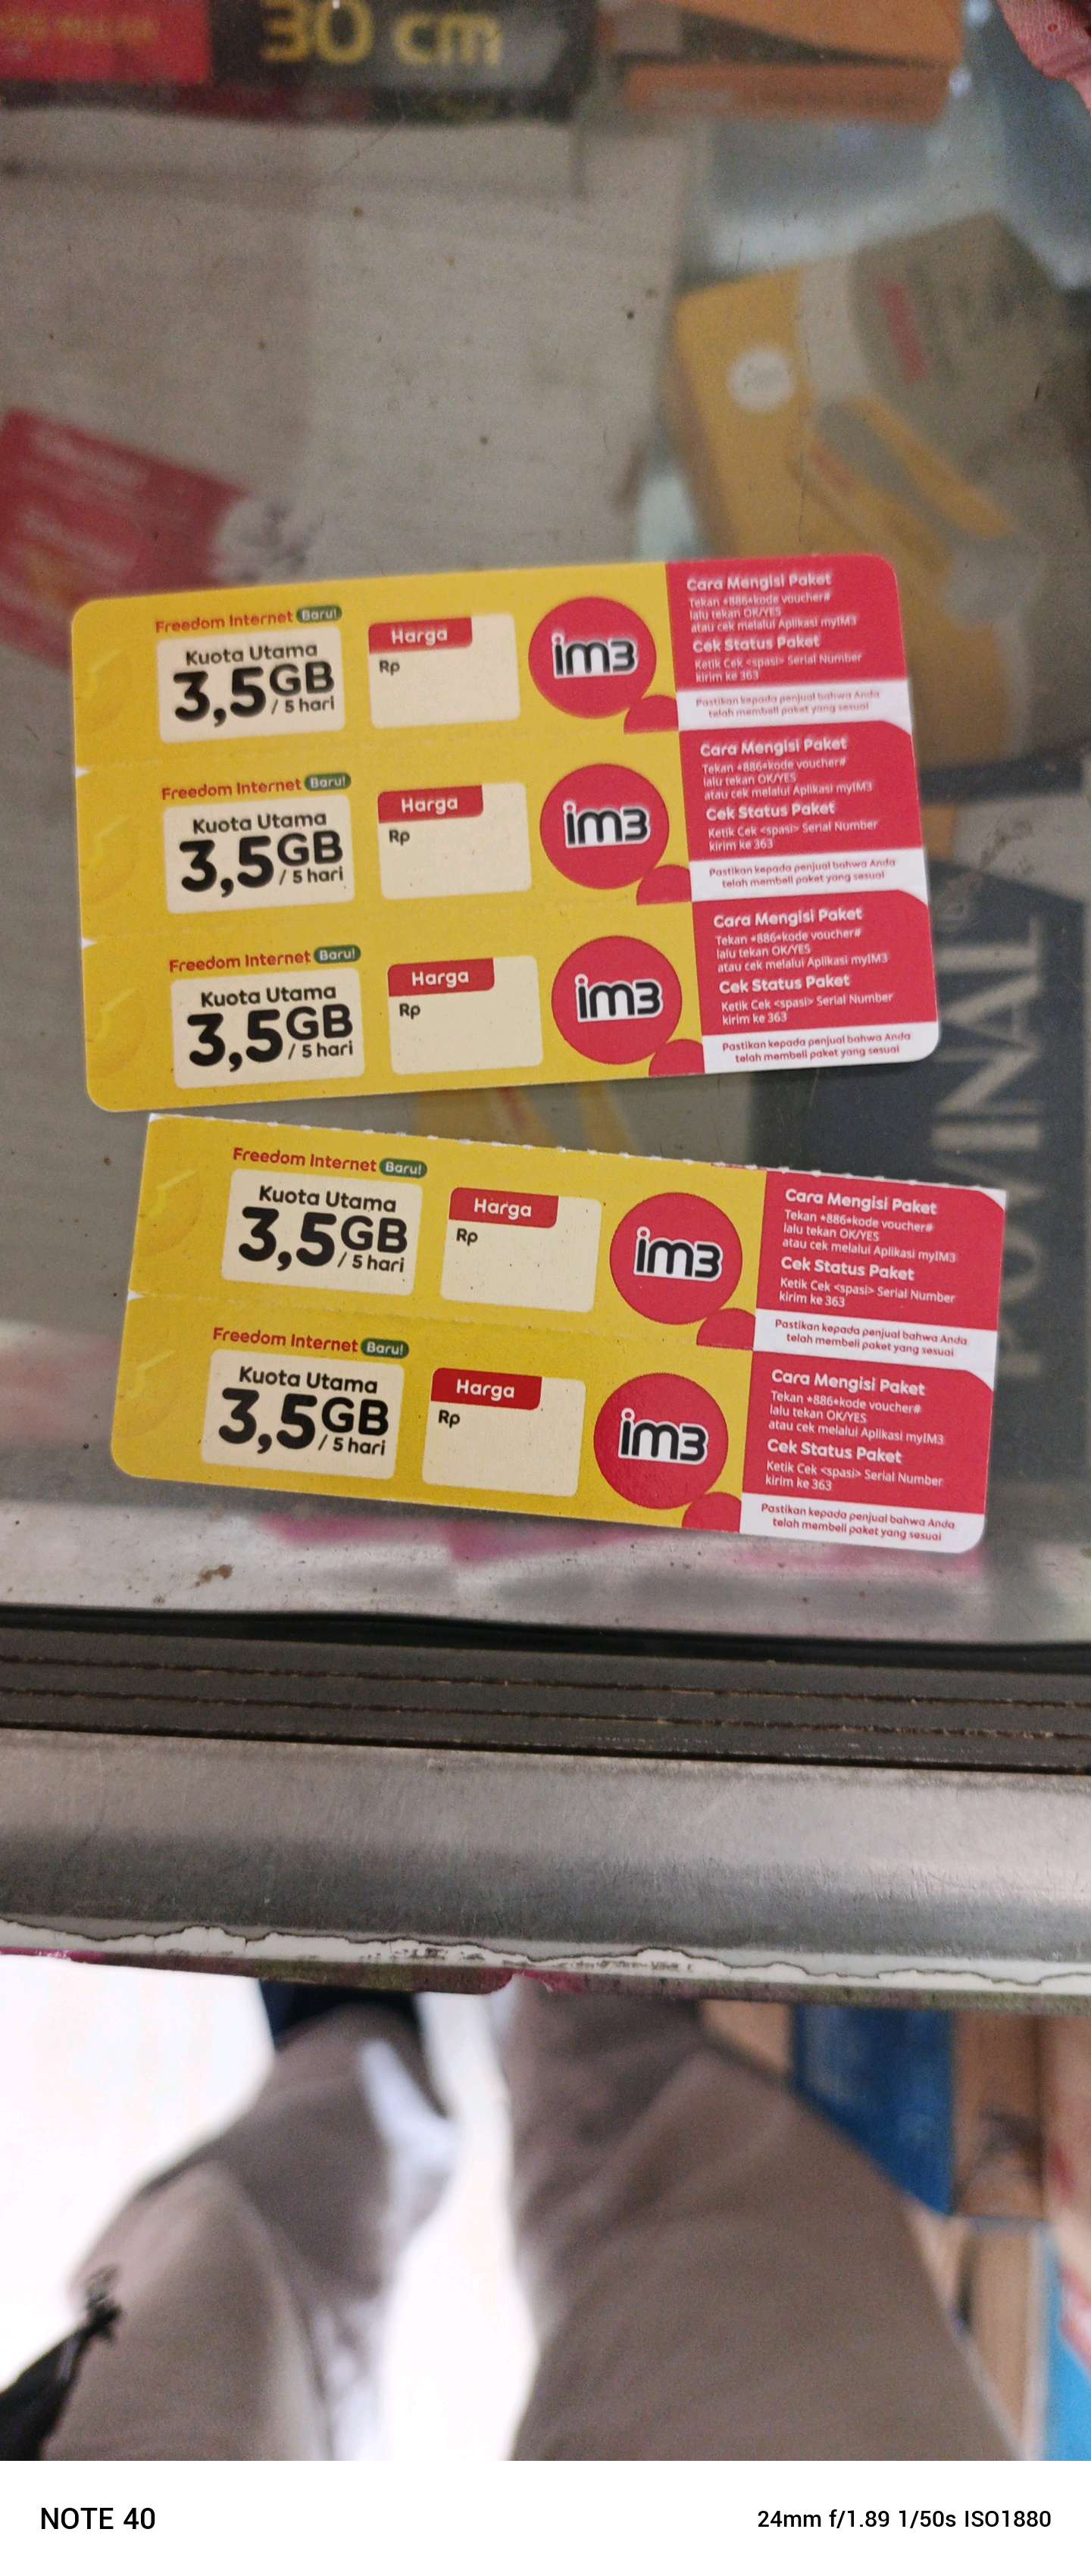 30 cm
Freedom Internet Baru!
Kuota Utama
3,5GB
/ 5 hari
Harga
Rp
im3
Cara Mengisi Paket
Tekan *886*kode voucher#
lalu tekan OK/YES
atau cek melalui Aplikasi myIM3
Cek Status Paket
Ketik Cek <spasi> Serial Number
kirim ke 363
Pastikan kepada penjual bahwa Anda
telah membeli paket yang sesuai
Freedom Internet Baru!
Kuota Utama
3,5GB
/ 5 hari
Harga
Rp
im3
Cara Mengisi Paket
Tekan *886*kode voucher#
lalu tekan OK/YES
atau cek melalui Aplikasi myIM3
Cek Status Paket
Ketik Cek <spasi> Serial Number
kirim ke 363
Pastikan kepada penjual bahwa Anda
telah membeli paket yang sesuai
Freedom Internet Baru!
Kuota Utama
3,5GB
/ 5 hari
Harga
Rp
im3
Cara Mengisi Paket
Tekan *886*kode voucher#
lalu tekan OK/YES
atau cek melalui Aplikasi myIM3
Cek Status Paket
Ketik Cek <spasi> Serial Number
kirim ke 363
Pastikan kepada penjual bahwa Anda
telah membeli paket yang sesuai
Freedom Internet Baru!
Kuota Utama
3,5GB
/ 5 hari
Harga
Rp
im3
Cara Mengisi Paket
Tekan *886*kode voucher#
lalu tekan OK/YES
atau cek melalui Aplikasi myIM3
Cek Status Paket
Ketik Cek <spasi> Serial Number
kirim ke 363
Pastikan kepada penjual bahwa Anda
telah membeli paket yang sesuai
Freedom Internet Baru!
Kuota Utama
3,5GB
/ 5 hari
Harga
Rp
im3
Cara Mengisi Paket
Tekan *886*kode voucher#
lalu tekan OK/YES
atau cek melalui Aplikasi myIM3
Cek Status Paket
Ketik Cek <spasi> Serial Number
kirim ke 363
Pastikan kepada penjual bahwa Anda
telah membeli paket yang sesuai
NOTE 40
24mm f/1.89 1/50s ISO1880